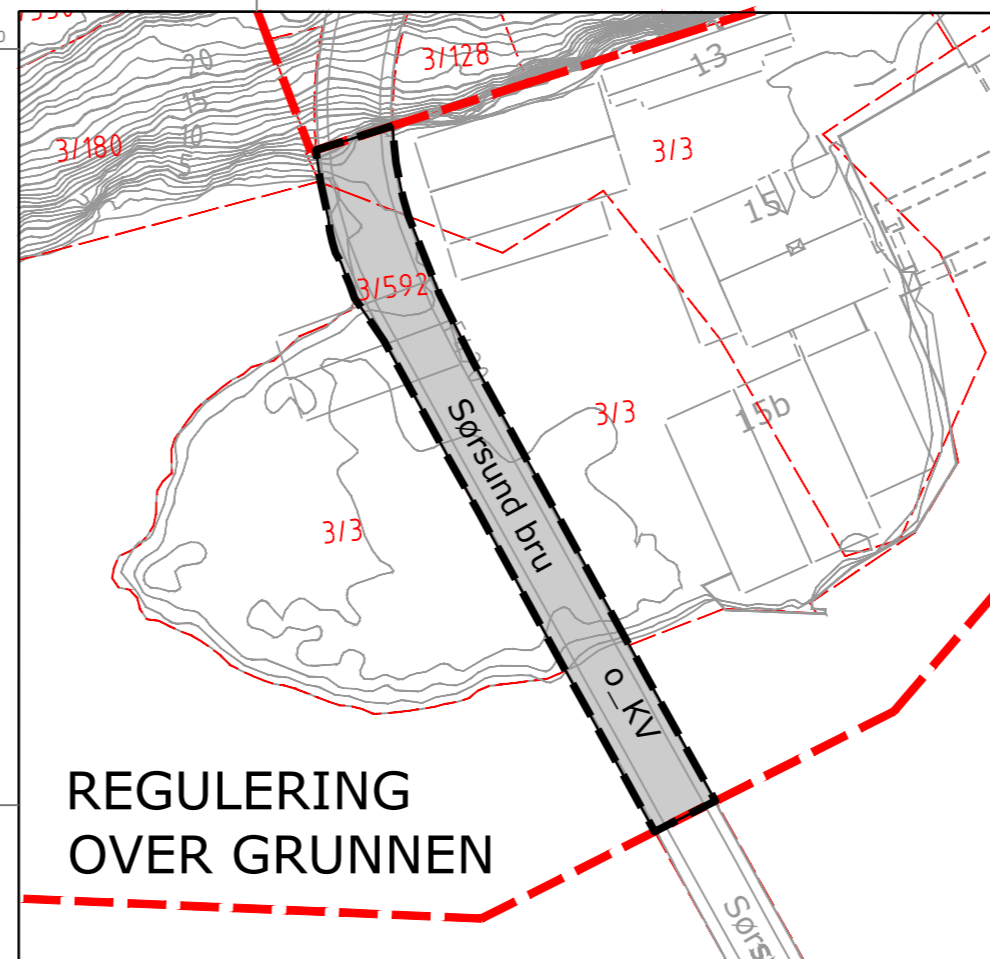 3/128
13
20
15
10
5
3/180
3/3
15
3/592
3/3
15b
Sørsund bru
3/3
o_KV
REGULERING
OVER GRUNNEN